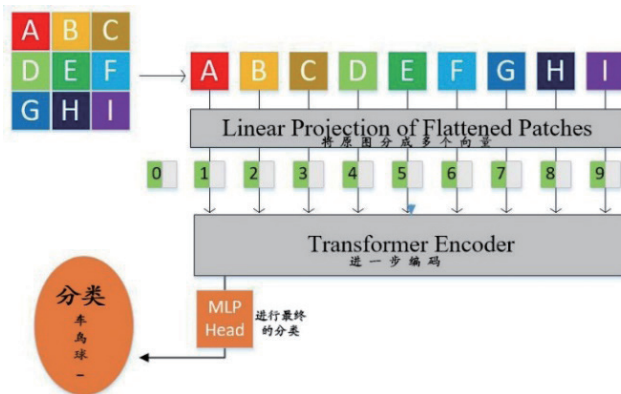 A B C
D E F
G H I
A B C D E F G H I
Linear Projection of Flattened Patches
将原图分成多个向量
0 1 2 3 4 5 6 7 8 9
Transformer Encoder
进一步编码
MLP
Head
进行最终
的分类
分类
车
鸟
球